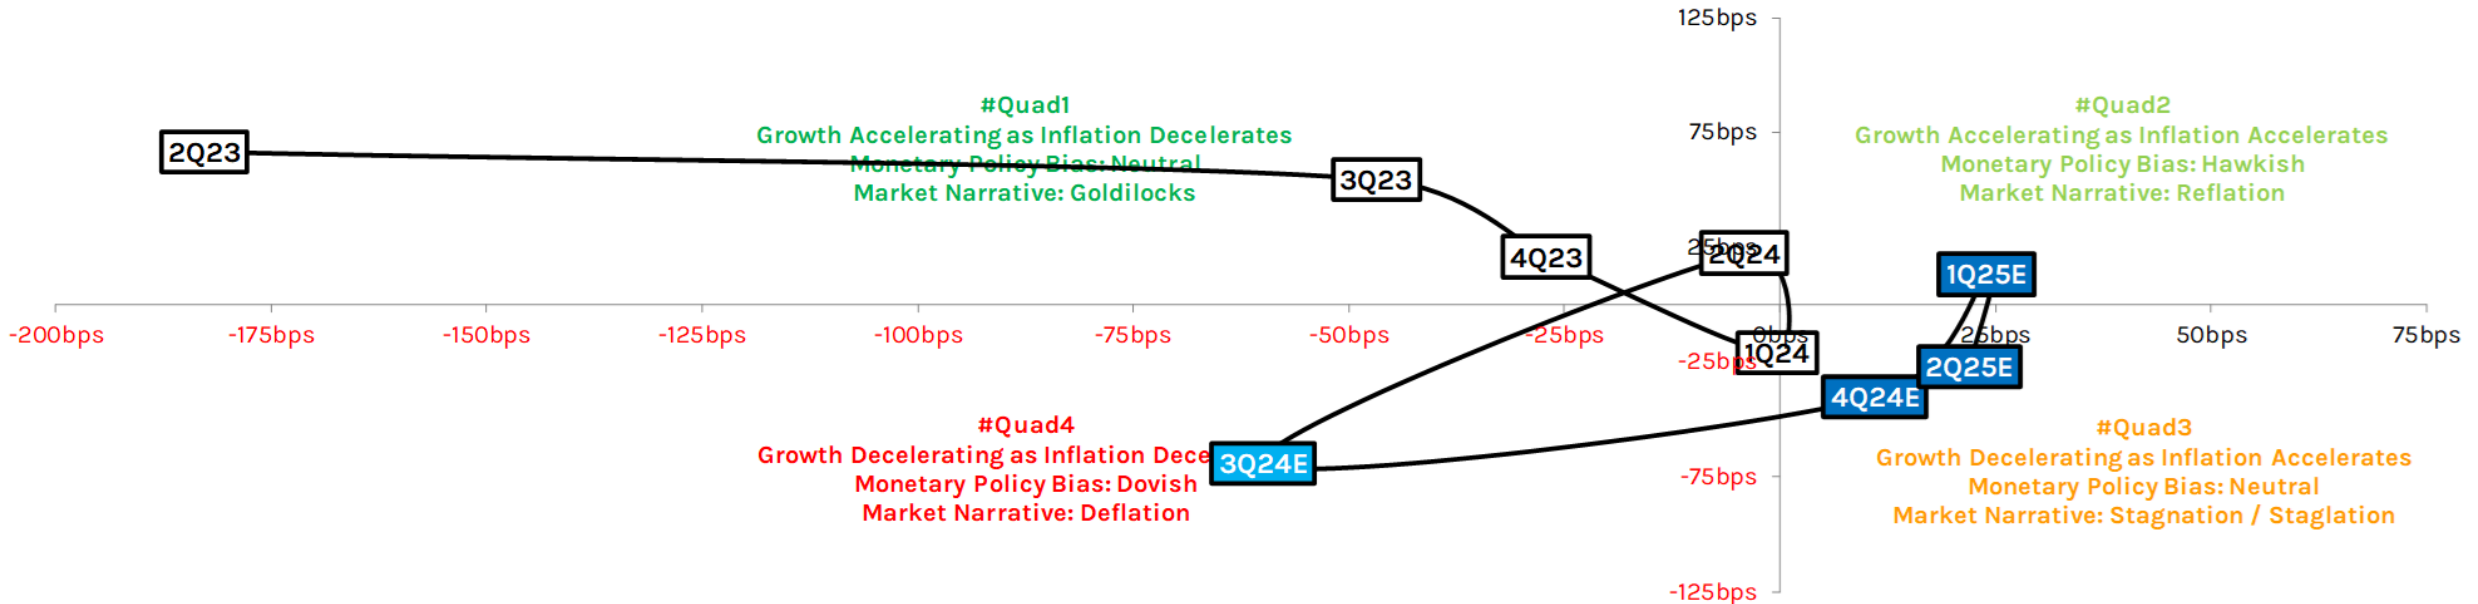 125bps
#Quad1
Growth Accelerating as Inflation Decelerates
Monetary Policy Bias: Neutral
Market Narrative: Goldilocks
75bps
#Quad2
Growth Accelerating as Inflation Accelerates
Monetary Policy Bias: Hawkish
Market Narrative: Reflation
2Q23
3Q23
4Q23
25bps
2Q24
1Q25E
-200bps
-175bps
-150bps
-125bps
-100bps
-75bps
-50bps
-25bps
0bps
25bps
50bps
75bps
1Q24
-25bps
2Q25E
4Q24E
#Quad4
Growth Decelerating as Inflation Dece
Monetary Policy Bias: Dovish
Market Narrative: Deflation
3Q24E
-75bps
#Quad3
Growth Decelerating as Inflation Accelerates
Monetary Policy Bias: Neutral
Market Narrative: Stagnation / Staglation
-125bps